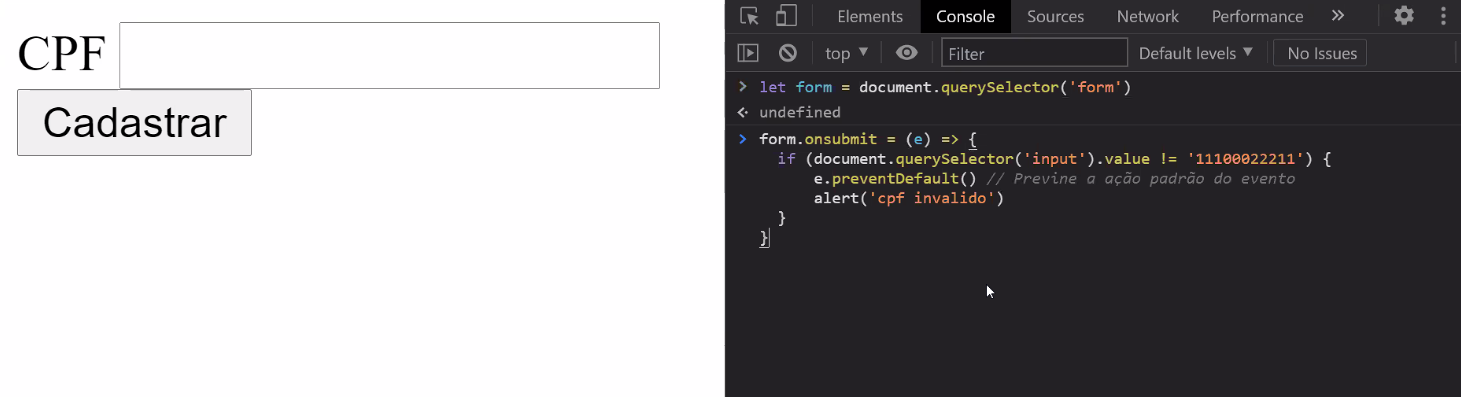 CPF
Cadastrar
Elements Console Sources Network Performance »
top ▼ Filter Default levels ▼ No Issues
> let form = document.querySelector('form')
undefined
> form.onsubmit = (e) => {
if (document.querySelector('input').value != '11100022211') {
e.preventDefault() // Previne a ação padrão do evento
alert('cpf invalido')
}
}